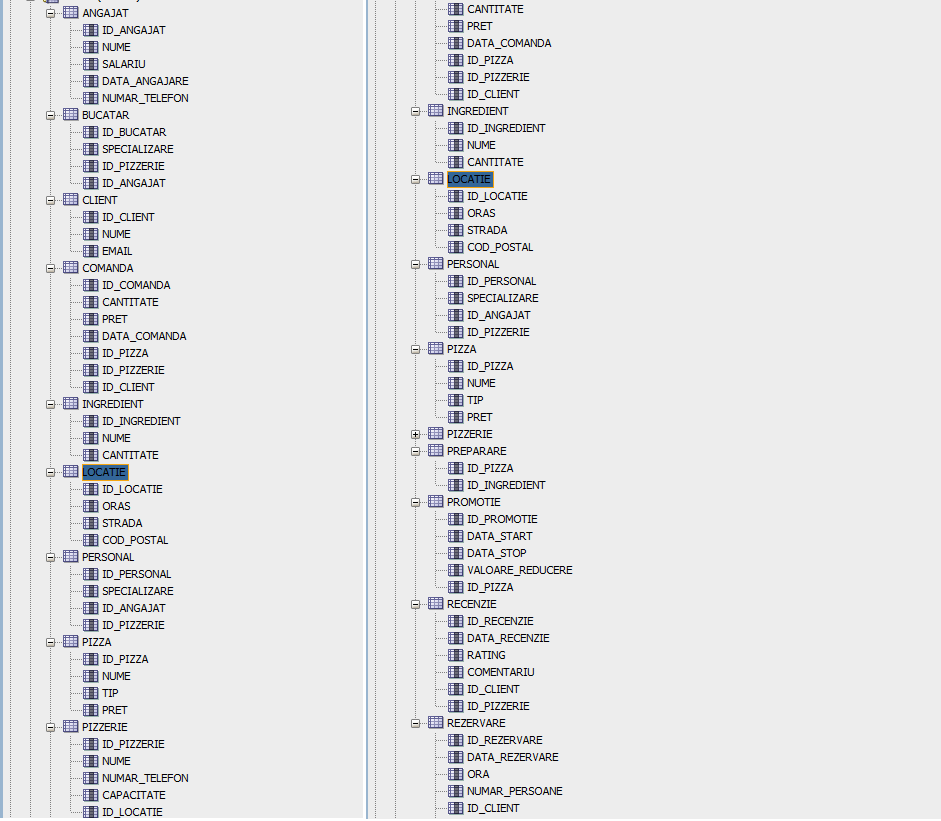 ANGAJAT
ID_ANGAJAT
NUME
SALARIU
DATA_ANGAJARE
NUMAR_TELEFON
BUCATAR
ID_BUCATAR
SPECIALIZARE
ID_PIZZERIE
ID_ANGAJAT
CLIENT
ID_CLIENT
NUME
EMAIL
COMANDA
ID_COMANDA
CANTITATE
PRET
DATA_COMANDA
ID_PIZZA
ID_PIZZERIE
ID_CLIENT
INGREDIENT
ID_INGREDIENT
NUME
CANTITATE
LOCATIE
ID_LOCATIE
ORAS
STRADA
COD_POSTAL
PERSONAL
ID_PERSONAL
SPECIALIZARE
ID_ANGAJAT
ID_PIZZERIE
PIZZA
ID_PIZZA
NUME
TIP
PRET
PIZZERIE
ID_PIZZERIE
NUME
NUMAR_TELEFON
CAPACITATE
ID_LOCATIE
CANTITATE
PRET
DATA_COMANDA
ID_PIZZA
ID_PIZZERIE
ID_CLIENT
INGREDIENT
ID_INGREDIENT
NUME
CANTITATE
LOCATIE
ID_LOCATIE
ORAS
STRADA
COD_POSTAL
PERSONAL
ID_PERSONAL
SPECIALIZARE
ID_ANGAJAT
ID_PIZZERIE
PIZZA
ID_PIZZA
NUME
TIP
PRET
PIZZERIE
PREPARARE
ID_PIZZA
ID_INGREDIENT
PROMOTIE
ID_PROMOTIE
DATA_START
DATA_STOP
VALOARE_REDUCERE
ID_PIZZA
RECENZIE
ID_RECENZIE
DATA_RECENZIE
RATING
COMENTARIU
ID_CLIENT
ID_PIZZERIE
REZERVARE
ID_REZERVARE
DATA_REZERVARE
ORA
NUMAR_PERSOANE
ID_CLIENT